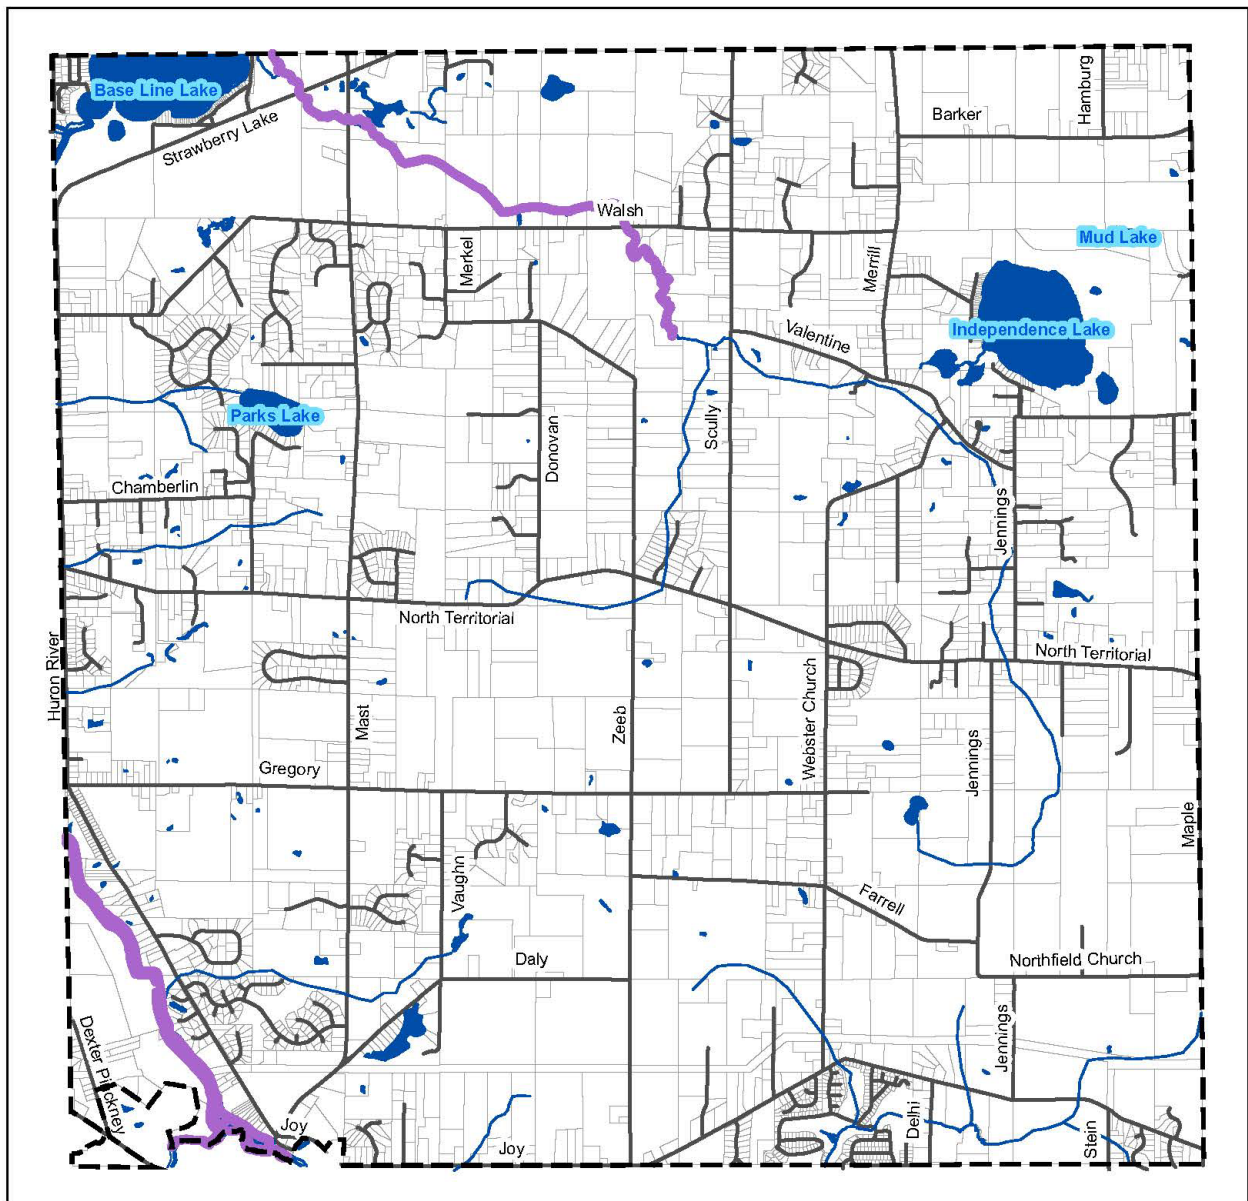 Base Line Lake
Hamburg
Barker
Strawberry Lake
Walsh
Mud Lake
Merkel
Merrill
Independence Lake
Valentine
Parks Lake
Scully
Donovan
Chamberlin
Jennings
North Territorial
North Territorial
Huron River
Webster Church
Mast
Zeeb
Jennings
Gregory
Maple
Vaughn
Farrell
Daly
Northfield Church
Jennings
Dexter Pinckney
Joy
Joy
Delhi
Stein